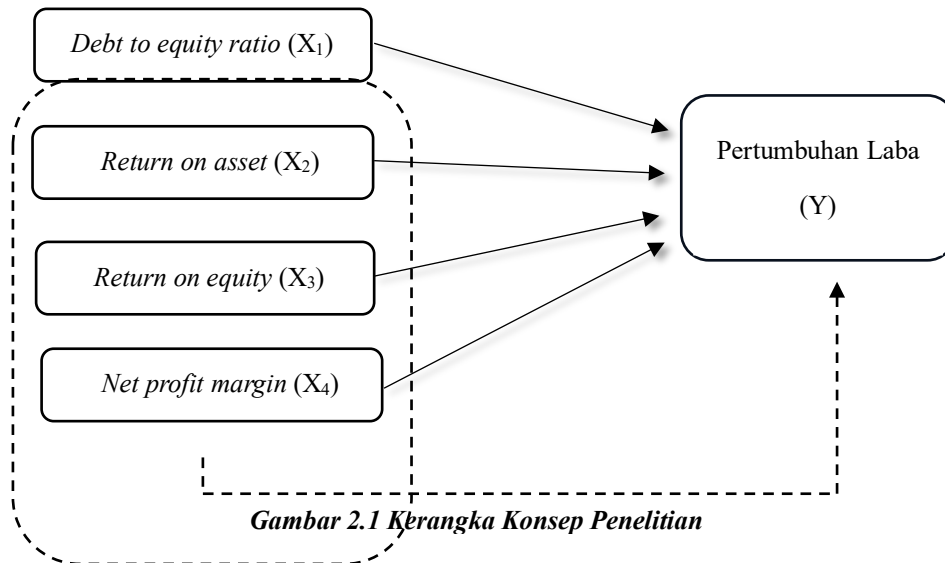 Debt to equity ratio (X₁)
Return on asset (X₂)
Return on equity (X₃)
Net profit margin (X₄)
Pertumbuhan Laba
(Y)
Gambar 2.1 Kerangka Konsep Penelitian